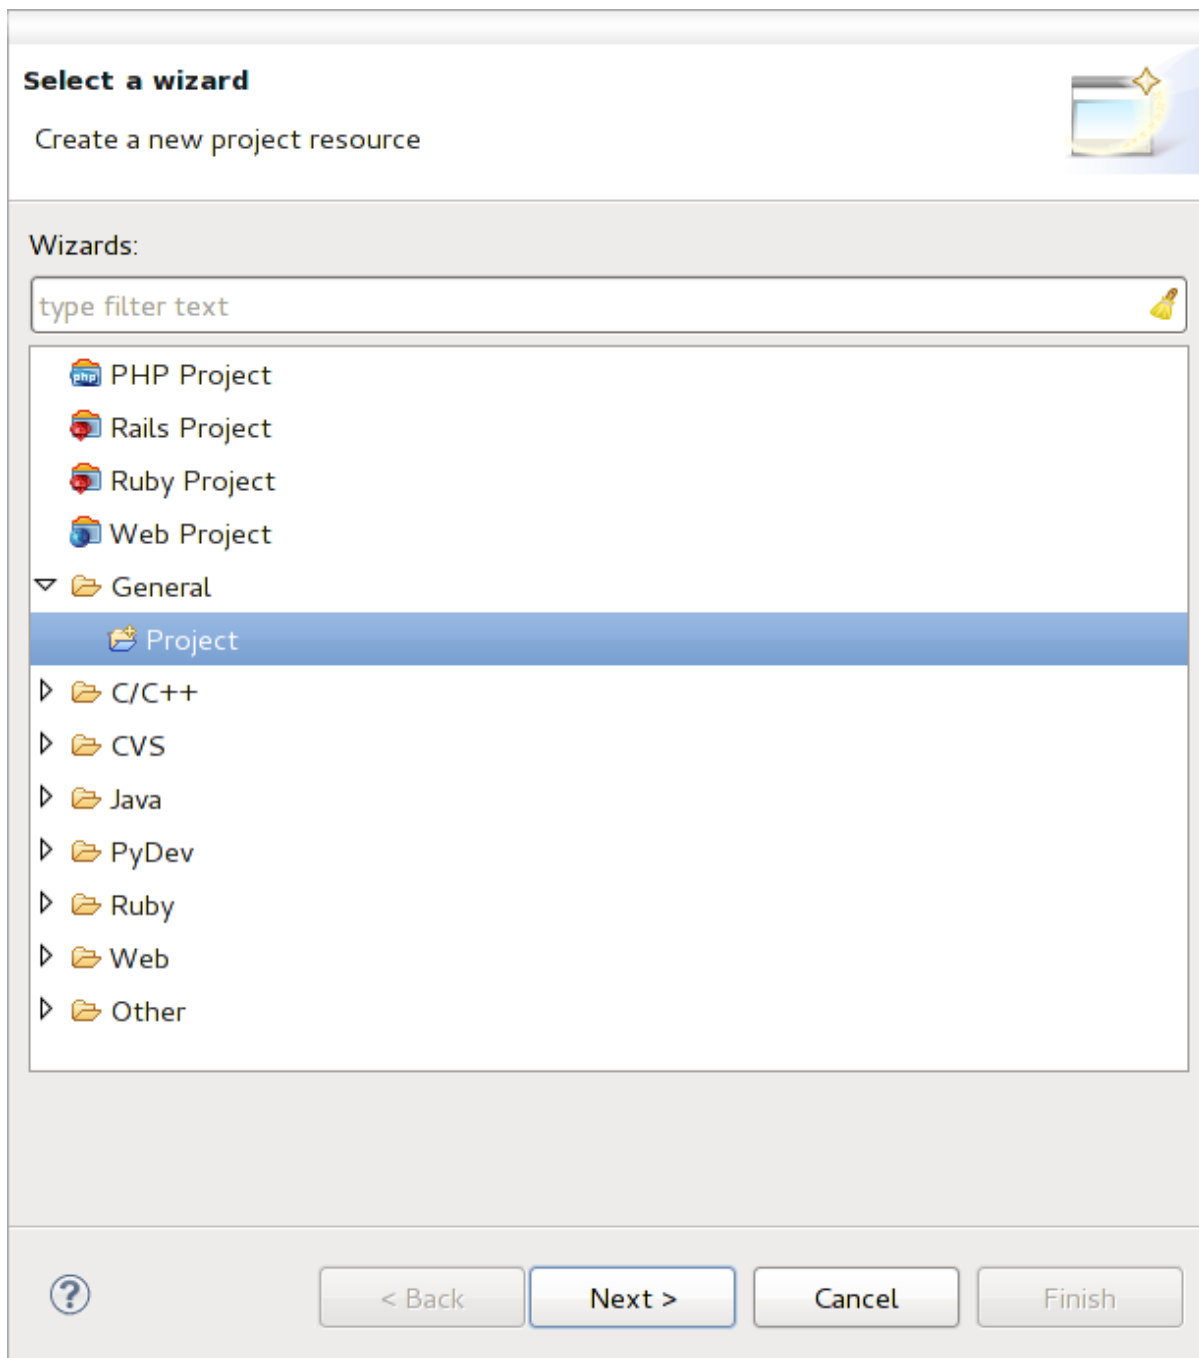 Select a wizard
Create a new project resource
Wizards:
type filter text
php PHP Project
Rails Project
Ruby Project
Web Project
General
Project
C/C++
CVS
Java
PyDev
Ruby
Web
Other
? < Back Next > Cancel Finish